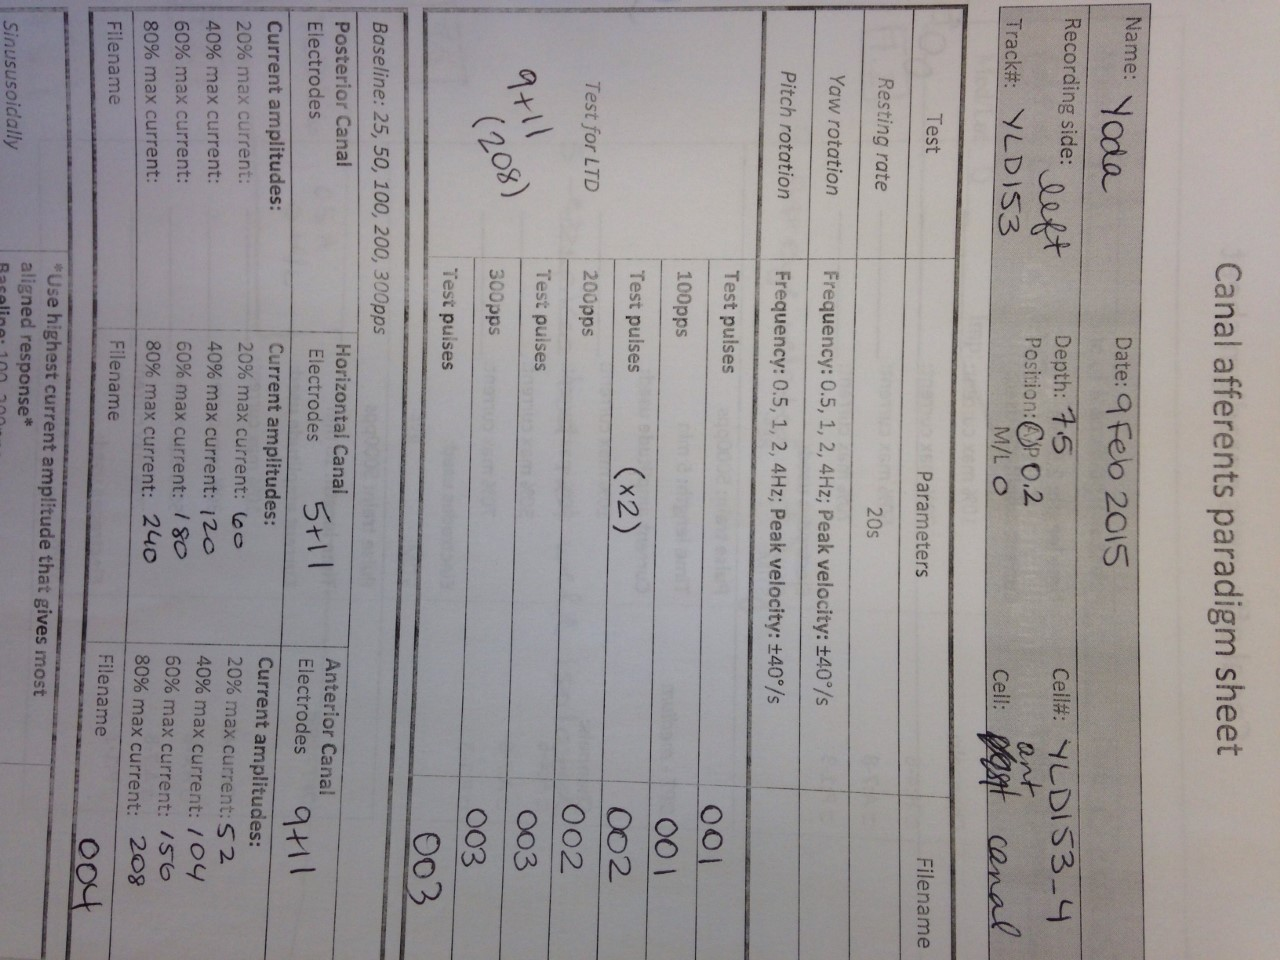 Canal afferents paradigm sheet
Name: Yoda Date: 9 Feb 2015
Recording side: left Depth: 7.5 Cell#: YLD153_4
Track#: YLD153 Position: A/P 0.2 ant
M/L 0 Cell: post canal
Test Parameters Filename
Resting rate 20s
Yaw rotation Frequency: 0.5, 1, 2, 4Hz; Peak velocity: ±40°/s
Pitch rotation Frequency: 0.5, 1, 2, 4Hz; Peak velocity: ±40°/s
Test pulses 001
100pps 001
Test pulses (x2) 002
Test for LTD 200pps 002
9+11 Test pulses 003
(208) 300pps 003
Test pulses 003
Baseline: 25, 50, 100, 200, 300pps
Posterior Canal Horizontal Canal Anterior Canal
Electrodes Electrodes 5+11 Electrodes 9+11
Current amplitudes: Current amplitudes: Current amplitudes:
20% max current: 20% max current: 60 20% max current: 52
40% max current: 40% max current: 120 40% max current: 104
60% max current: 60% max current: 180 60% max current: 156
80% max current: 80% max current: 240 80% max current: 208
Filename Filename Filename 004
*Use highest current amplitude that gives most
aligned response*
Sinususoidally Baseline: 100,